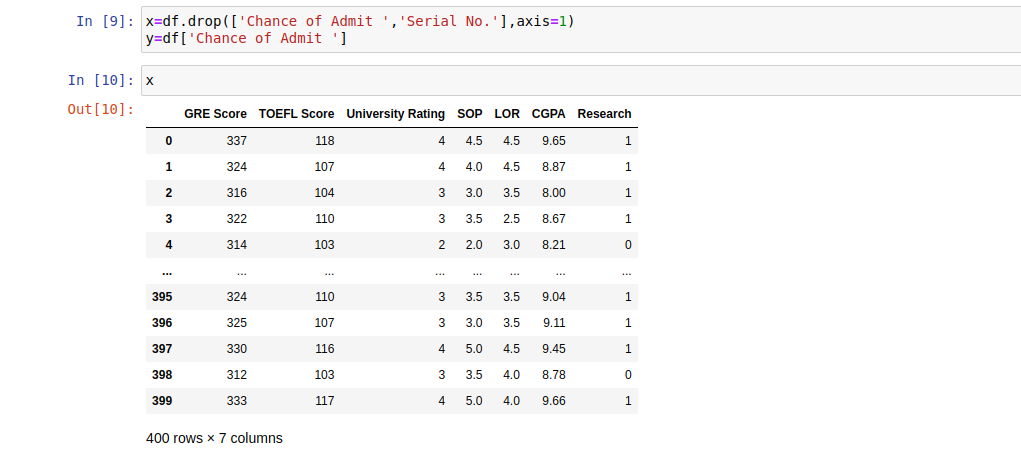 In [9]: x=df.drop(['Chance of Admit ','Serial No.'],axis=1)
y=df['Chance of Admit ']
In [10]: x
Out[10]:
GRE Score TOEFL Score University Rating SOP LOR CGPA Research
0 337 118 4 4.5 4.5 9.65 1
1 324 107 4 4.0 4.5 8.87 1
2 316 104 3 3.0 3.5 8.00 1
3 322 110 3 3.5 2.5 8.67 1
4 314 103 2 2.0 3.0 8.21 0
... ... ... ... ... ... ... ...
395 324 110 3 3.5 3.5 9.04 1
396 325 107 3 3.0 3.5 9.11 1
397 330 116 4 5.0 4.5 9.45 1
398 312 103 3 3.5 4.0 8.78 0
399 333 117 4 5.0 4.0 9.66 1
400 rows × 7 columns